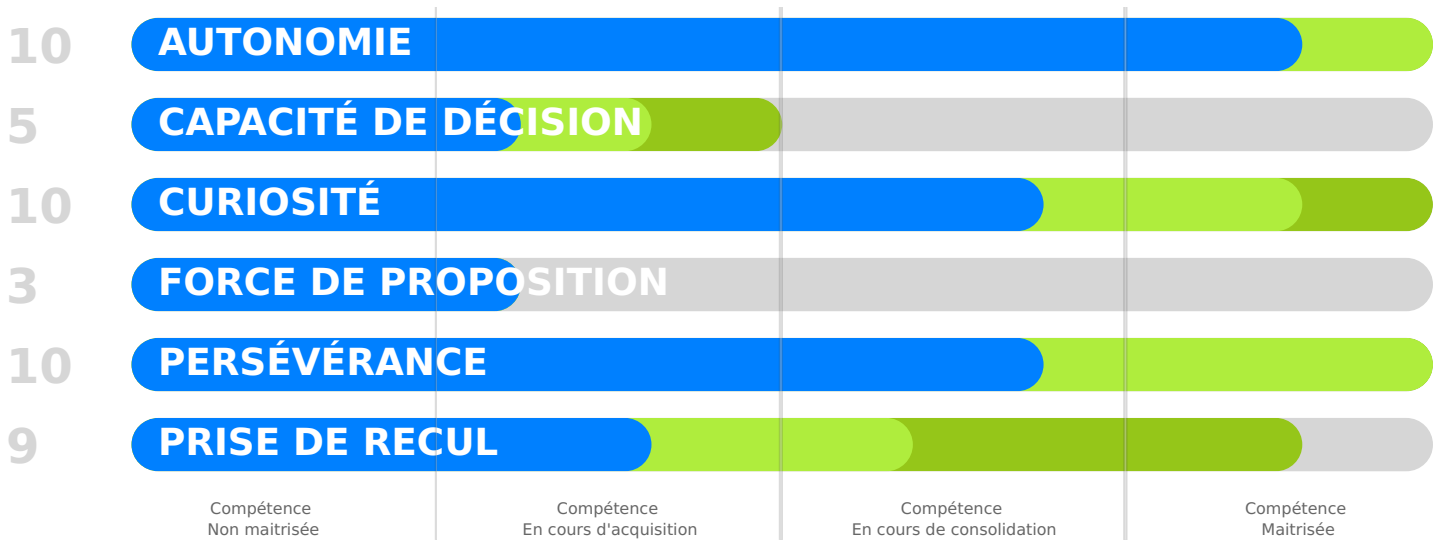 10 AUTONOMIE
5 CAPACITÉ DE DÉCISION
10 CURIOSITÉ
3 FORCE DE PROPOSITION
10 PERSÉVÉRANCE
9 PRISE DE RECUL
Compétence Compétence Compétence Compétence
Non maitrisée En cours d'acquisition En cours de consolidation Maitrisée